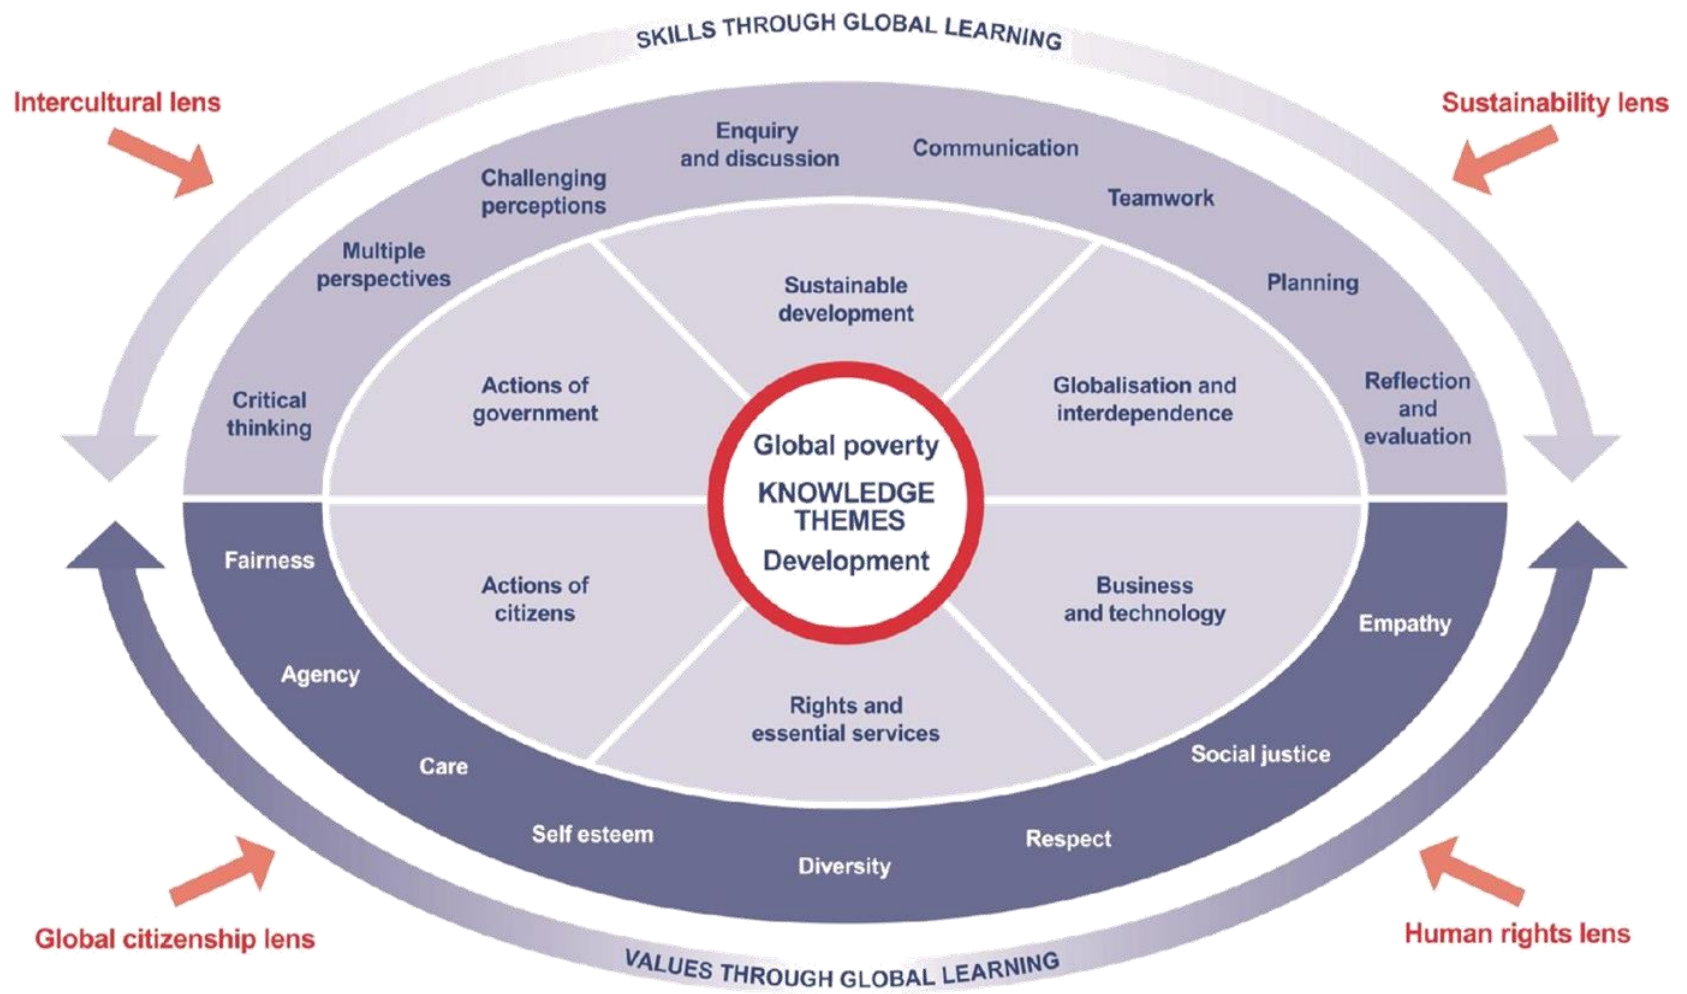 SKILLS THROUGH GLOBAL LEARNING
Intercultural lens
Sustainability lens
Enquiry
and discussion
Communication
Challenging
perceptions
Teamwork
Multiple
perspectives
Planning
Critical
thinking
Reflection
and
evaluation
Sustainable
development
Actions of
government
Globalisation and
interdependence
Global poverty
KNOWLEDGE
THEMES
Development
Actions of
citizens
Business
and technology
Rights and
essential services
Fairness
Agency
Care
Self esteem
Diversity
Respect
Social justice
Empathy
Global citizenship lens
Human rights lens
VALUES THROUGH GLOBAL LEARNING